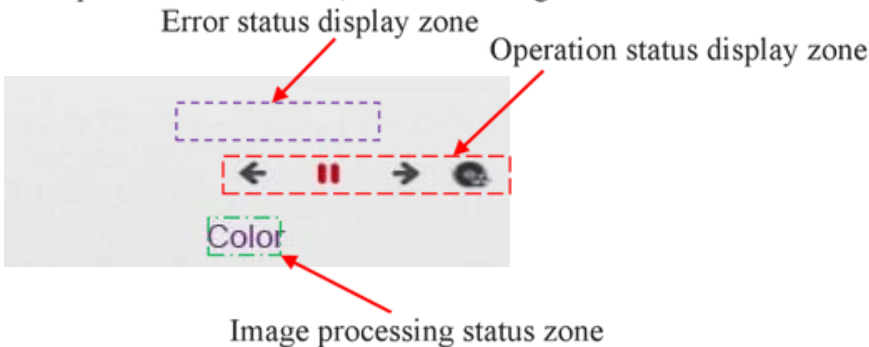 Error status display zone
Operation status display zone
Color
Image processing status zone